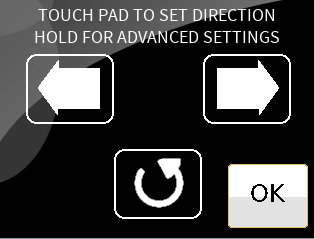 TOUCH PAD TO SET DIRECTION
HOLD FOR ADVANCED SETTINGS
OK